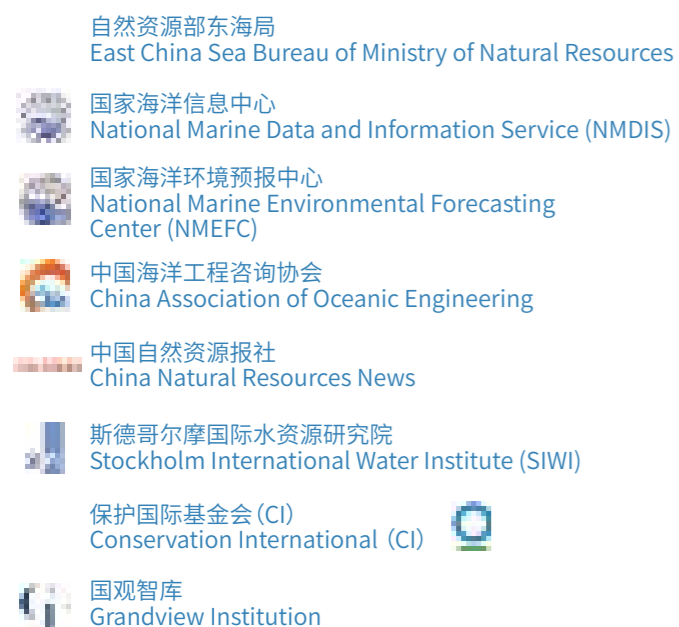 自然资源部东海局
East China Sea Bureau of Ministry of Natural Resources
国家海洋信息中心
National Marine Data and Information Service (NMDIS)
国家海洋环境预报中心
National Marine Environmental Forecasting
Center (NMEFC)
中国海洋工程咨询协会
China Association of Oceanic Engineering
中国自然资源报社
China Natural Resources News
斯德哥尔摩国际水资源研究院
Stockholm International Water Institute (SIWI)
保护国际基金会（CI）
Conservation International（CI）
国观智库
Grandview Institution